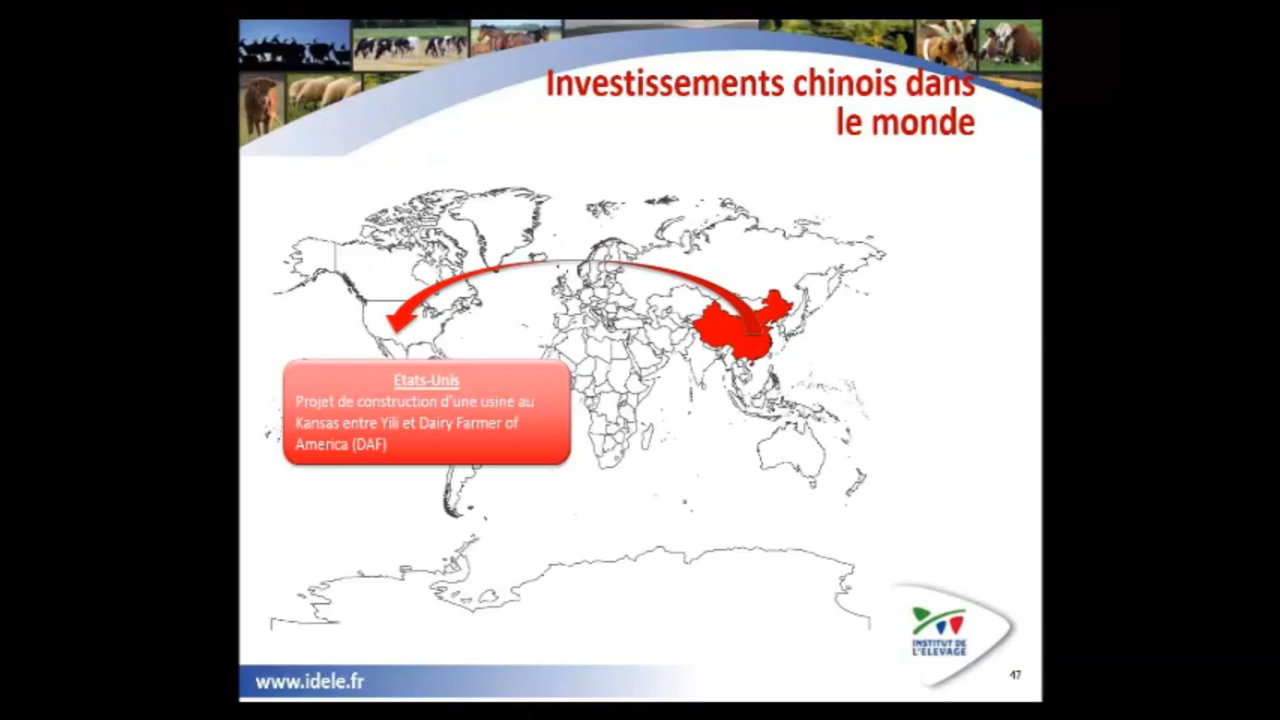 Investissements chinois dans
le monde
Etats-Unis
Projet de construction d'une usine au
Kansas entre Yili et Dairy Farmer of
America (DAF)
INSTITUT DE
L'ELEVAGE
www.idele.fr
47